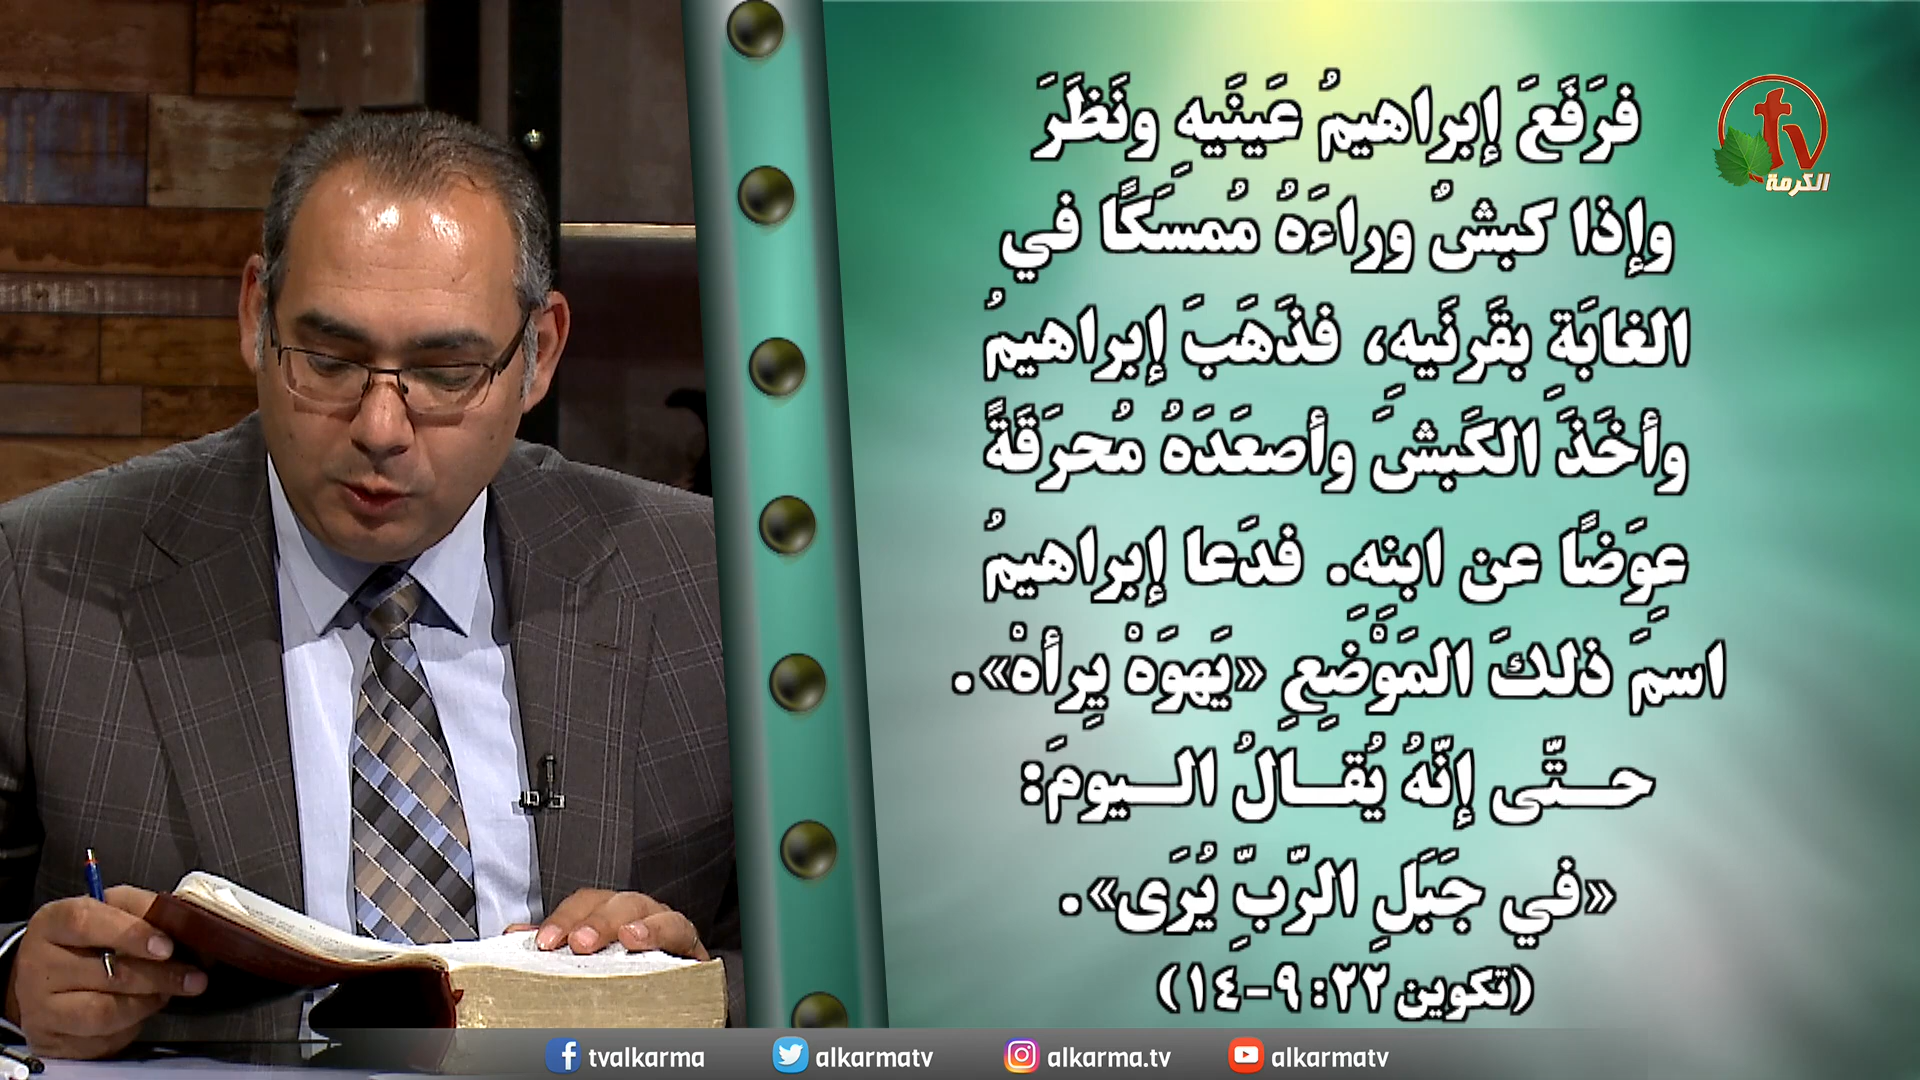 فرَفَعَ إبراهيمُ عَينَيهِ ونَظَرَ
وإذا كبشٌ وراءَهُ مُمسَكًا في
الغابَةِ بقَرنَيهِ، فذَهَبَ إبراهيمُ
وأخَذَ الكَبشَ وأصعَدَهُ مُحرَقَةً
عِوَضًا عن ابنِهِ. فدَعا إبراهيمُ
اسمَ ذلكَ المَوْضِعِ «يَهوَهْ يِرأهْ».
حتّى إنّهُ يُقالُ اليومَ:
«في جَبَلِ الرّبِّ يُرَى».
(تكوين ٢٢: ٩-١٤)
tv
الكرمة
tvalkarma
alkarmatv
alkarma.tv
alkarmatv